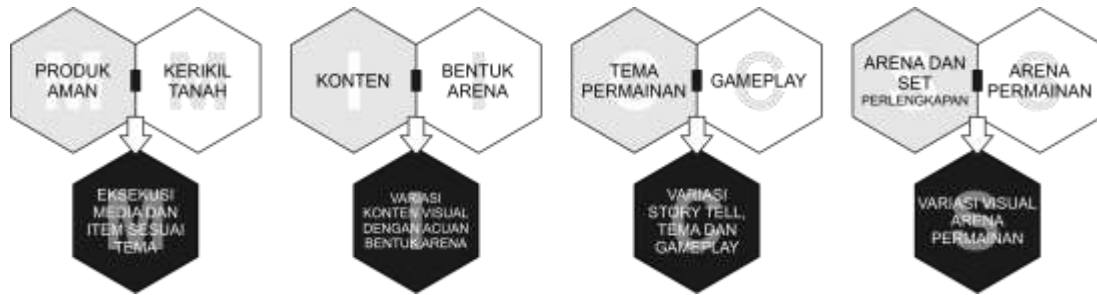 PRODUK
AMAN
KERIKIL
TANAH
KONTEN
BENTUK
ARENA
TEMA
PERMAINAN
GAMEPLAY
ARENA DAN
SET
PERLENGKAPAN
ARENA
PERMAINAN
EKSEKUSI
MEDIA DAN
ITEM SESUAI
TEMA
VARIASI
KONTEN VISUAL
DENGAN ACUAN
BENTUK ARENA
VARIASI
STORY TELL,
TEMA DAN
GAMEPLAY
VARIASI VISUAL
ARENA
PERMAINAN
M
M
I
I
C
C
S
S
M
I
C
S